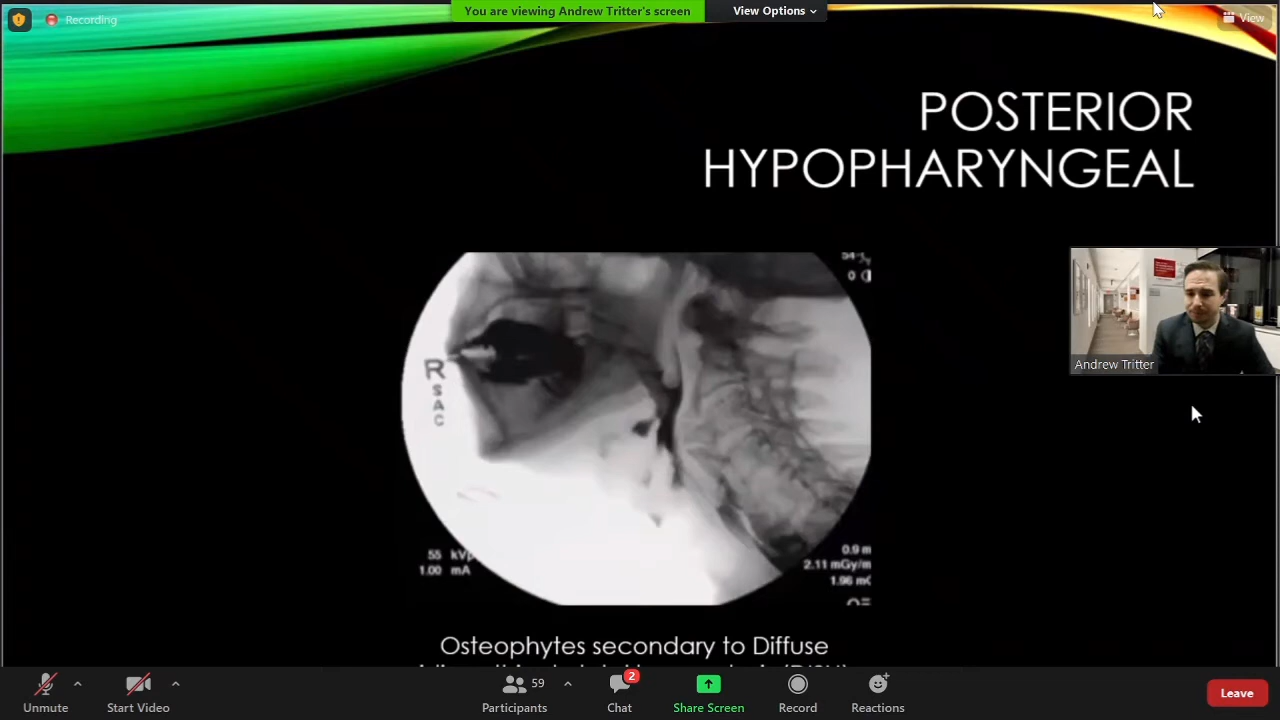 You are viewing Andrew Tritter's screen
View Options
Recording
View
POSTERIOR
HYPOPHARYNGEAL
R
S
A
C
55 kVp
1.00 mA
0.9 m
2.11 mGy/m
1.96 m
Andrew Tritter
Osteophytes secondary to Diffuse
Unmute
Start Video
59
Participants
2
Chat
Share Screen
Record
Reactions
Leave